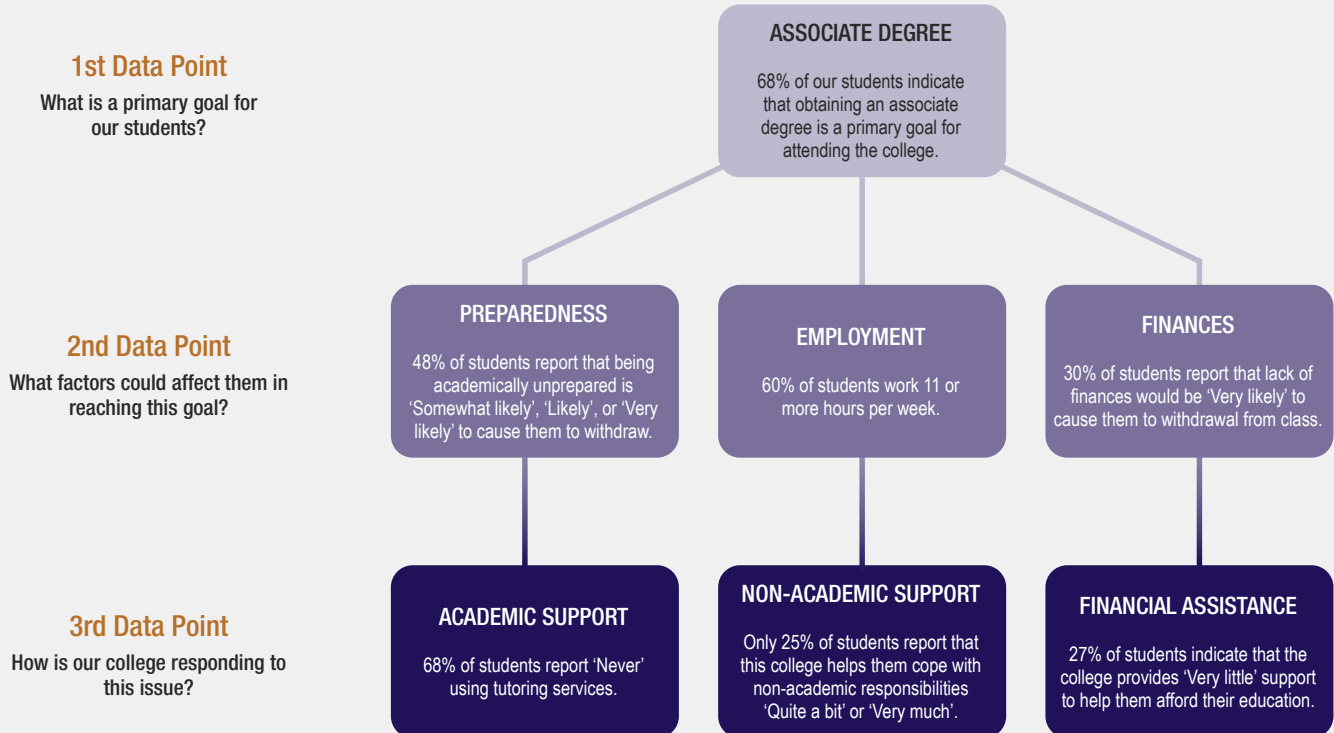 1st Data Point
What is a primary goal for
our students?
ASSOCIATE DEGREE
68% of our students indicate
that obtaining an associate
degree is a primary goal for
attending the college.
2nd Data Point
What factors could affect them in
reaching this goal?
PREPAREDNESS
48% of students report that being
academically unprepared is
‘Somewhat likely’, ‘Likely’, or ‘Very
likely’ to cause them to withdraw.
EMPLOYMENT
60% of students work 11 or
more hours per week.
FINANCES
30% of students report that lack of
finances would be ‘Very likely’ to
cause them to withdrawal from class.
3rd Data Point
How is our college responding to
this issue?
ACADEMIC SUPPORT
68% of students report ‘Never’
using tutoring services.
NON-ACADEMIC SUPPORT
Only 25% of students report that
this college helps them cope with
non-academic responsibilities
‘Quite a bit’ or ‘Very much’.
FINANCIAL ASSISTANCE
27% of students indicate that the
college provides ‘Very little’ support
to help them afford their education.